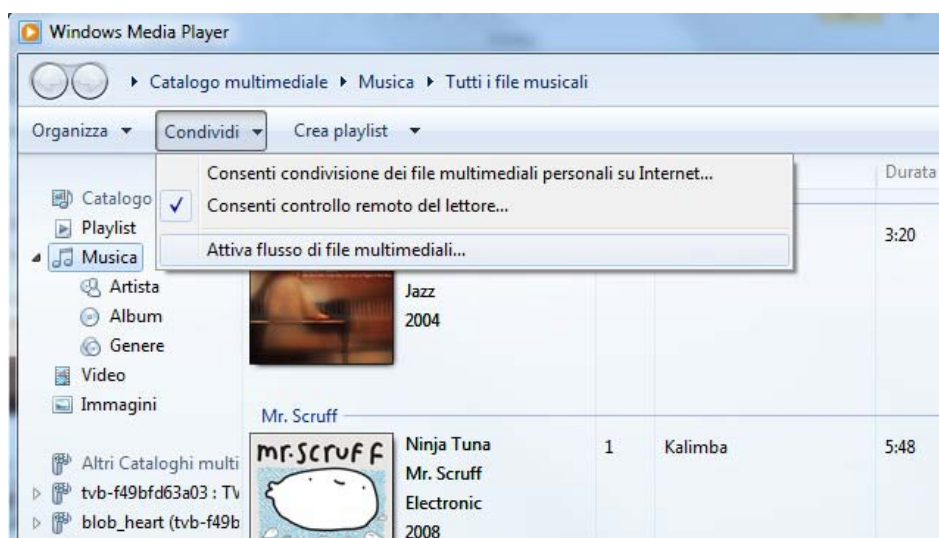 Windows Media Player
Catalogo multimediale Musica Tutti i file musicali
Organizza Condividi Crea playlist
Consenti condivisione dei file multimediali personali su Internet...
Consenti controllo remoto del lettore...
Attiva flusso di file multimediali...
Durata
Catalogo
Playlist
Musica
Artista
Album
Genere
Video
Immagini
Altri Cataloghi multi
tvb-f49bfd63a03 : TV
blob_heart (tvb-f49b
3:20
Jazz
2004
Mr. Scruff
mr.scruff
Ninja Tuna 1 Kalimba 5:48
Mr. Scruff
Electronic
2008